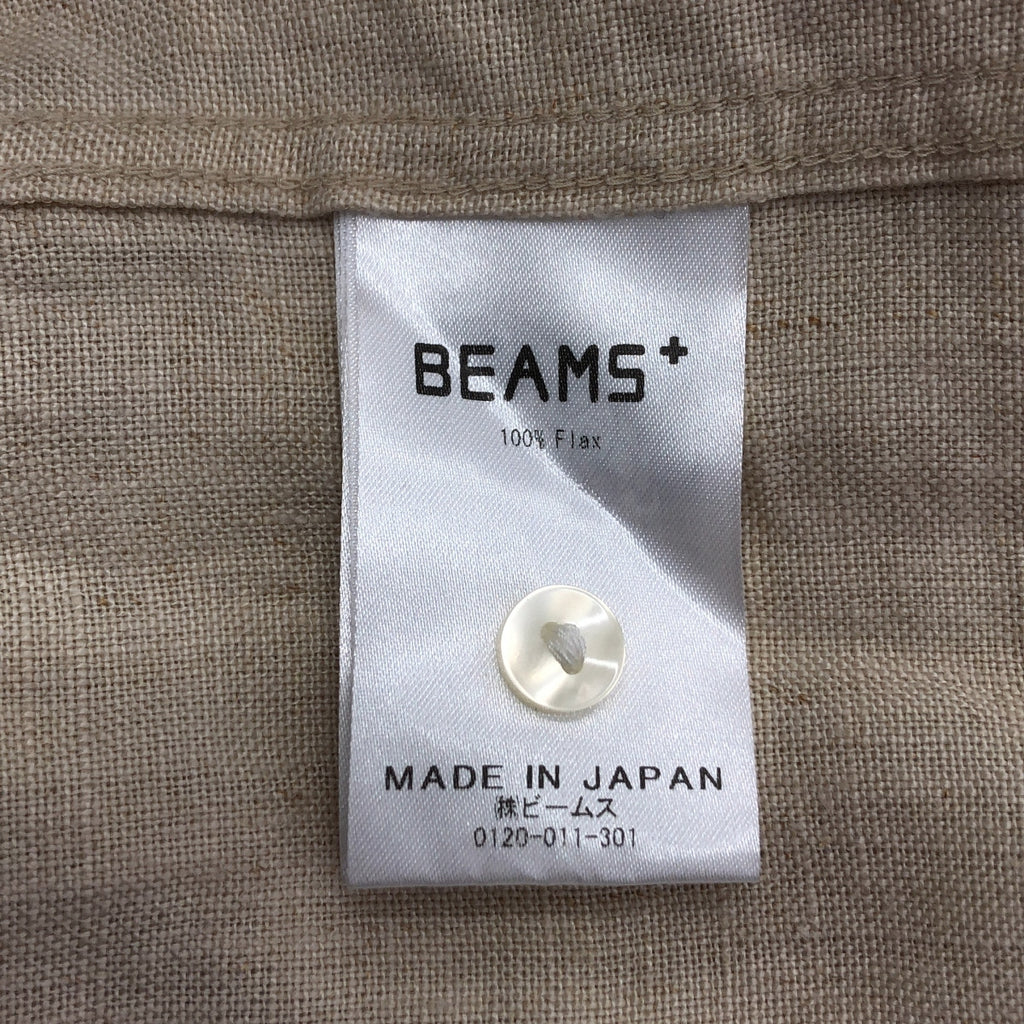 BEAMS+
100% Flax
MADE IN JAPAN
㈱ビームス
0120-011-301